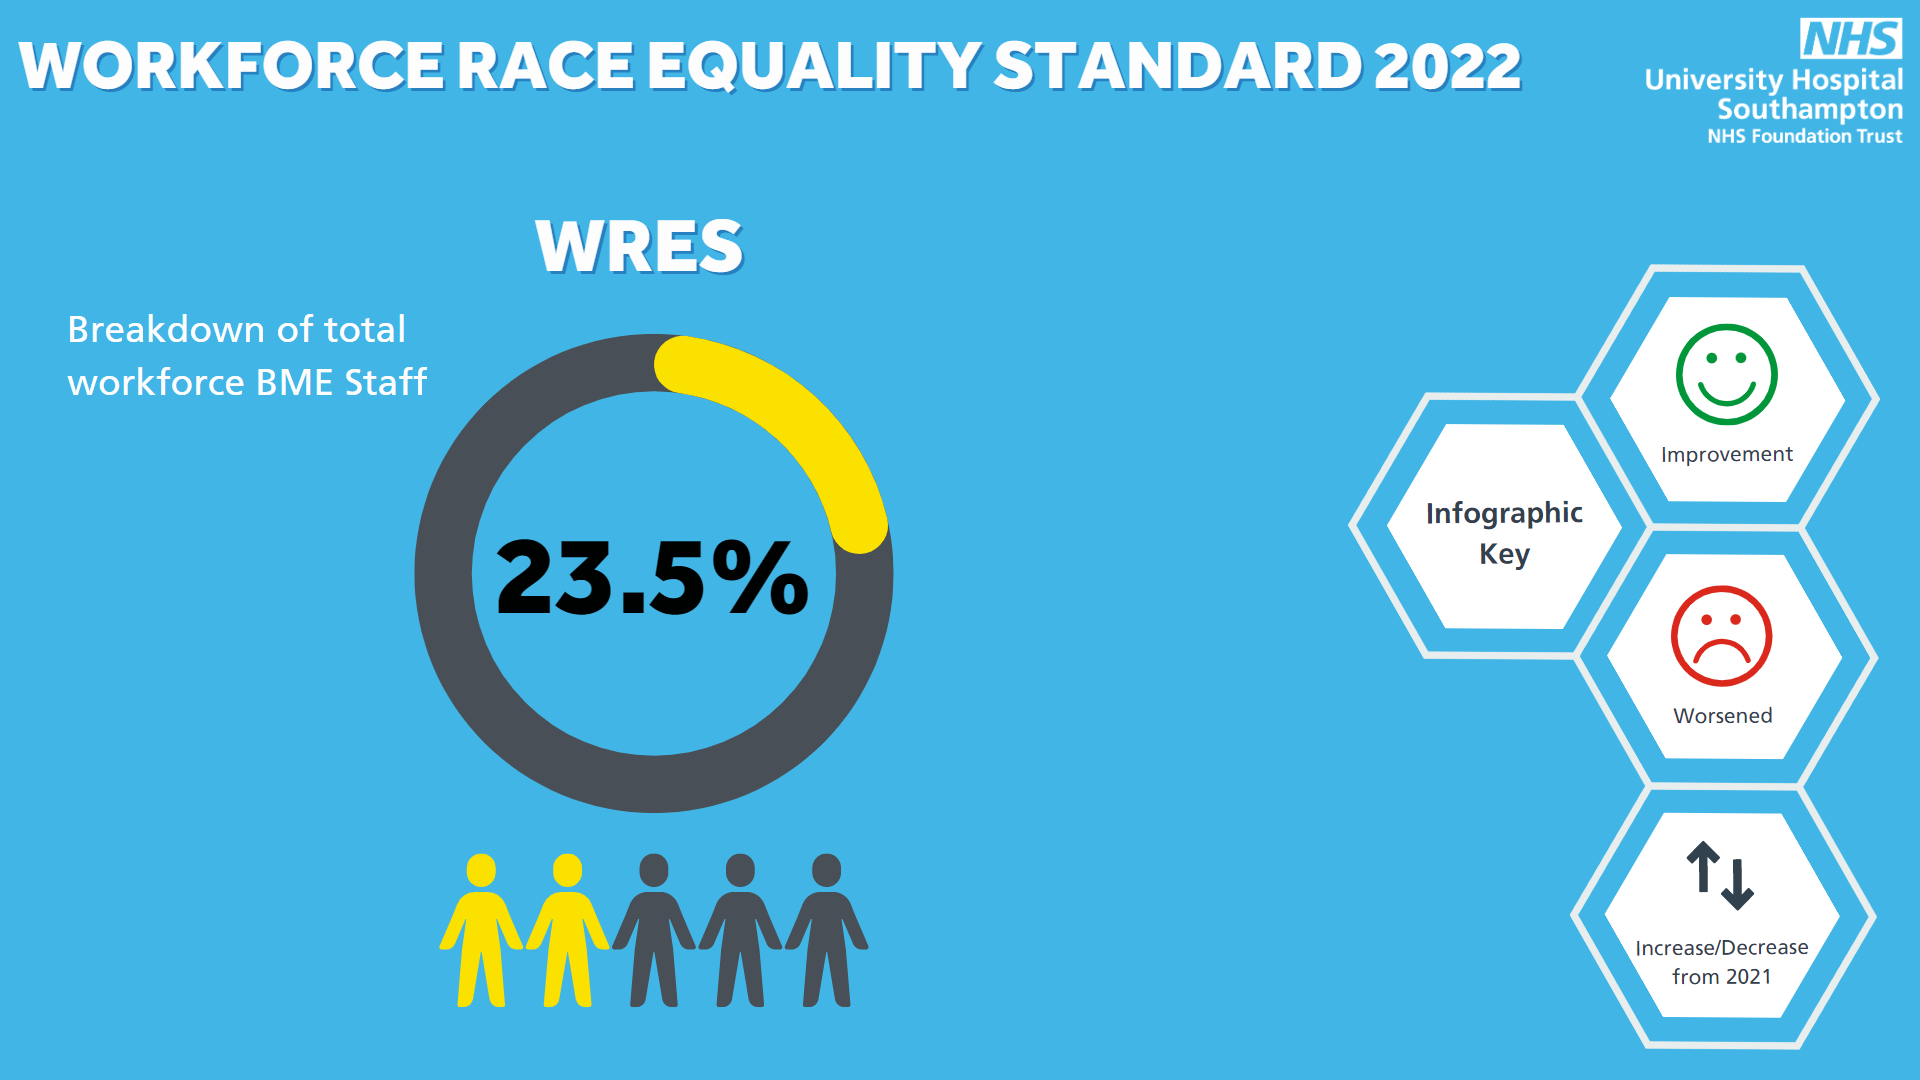 WORKFORCE RACE EQUALITY STANDARD 2022
NHS
University Hospital
Southampton
NHS Foundation Trust
WRES
Breakdown of total
workforce BME Staff
23.5%
Infographic
Key
Improvement
Worsened
Increase/Decrease
from 2021